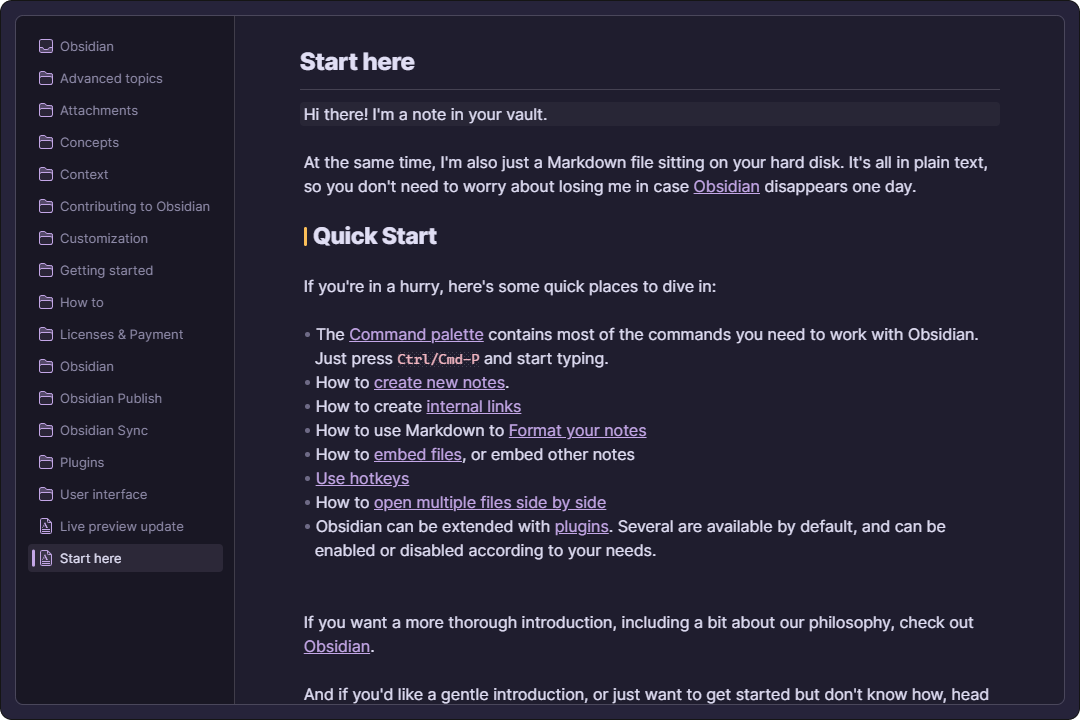 Obsidian
Advanced topics
Attachments
Concepts
Context
Contributing to Obsidian
Customization
Getting started
How to
Licenses & Payment
Obsidian
Obsidian Publish
Obsidian Sync
Plugins
User interface
Live preview update
Start here
Start here
Hi there! I'm a note in your vault.
At the same time, I'm also just a Markdown file sitting on your hard disk. It's all in plain text,
so you don't need to worry about losing me in case Obsidian disappears one day.
Quick Start
If you're in a hurry, here's some quick places to dive in:
• The Command palette contains most of the commands you need to work with Obsidian.
Just press Ctrl/Cmd-P and start typing.
• How to create new notes.
• How to create internal links
• How to use Markdown to Format your notes
• How to embed files, or embed other notes
• Use hotkeys
• How to open multiple files side by side
• Obsidian can be extended with plugins. Several are available by default, and can be
enabled or disabled according to your needs.
If you want a more thorough introduction, including a bit about our philosophy, check out
Obsidian.
And if you'd like a gentle introduction, or just want to get started but don't know how, head